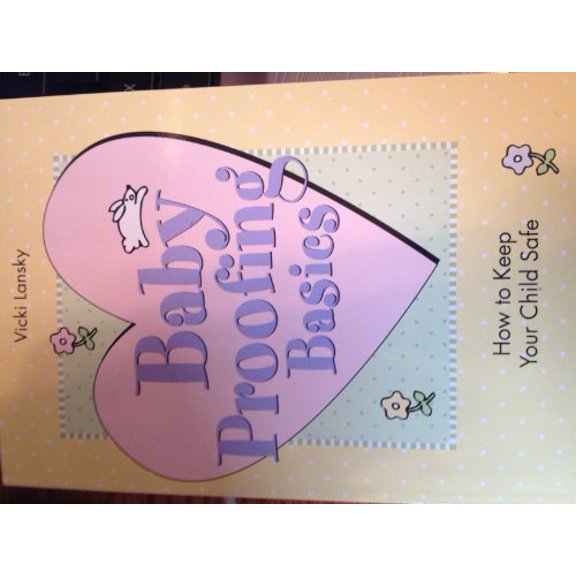 Vicki Lansky
Baby
Proofing
Basics
How to Keep
Your Child Safe